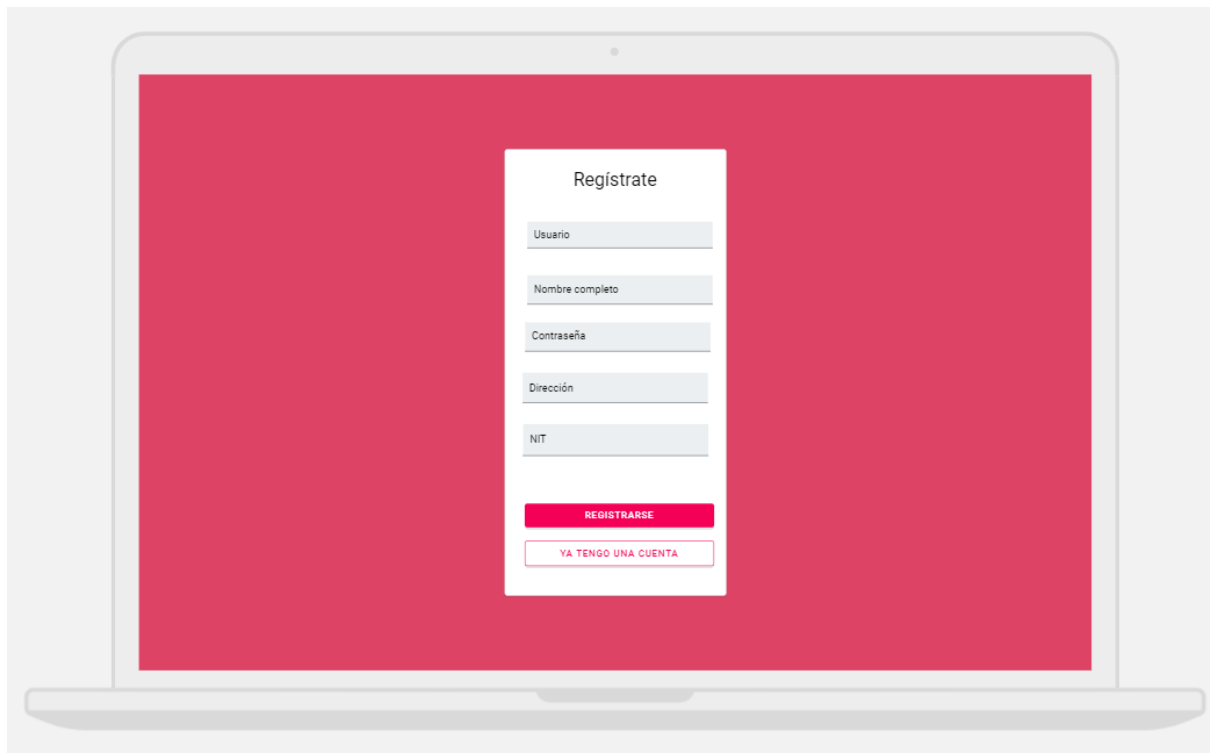 Regístrate
Usuario
Nombre completo
Contraseña
Dirección
NIT
REGISTRARSE
YA TENGO UNA CUENTA